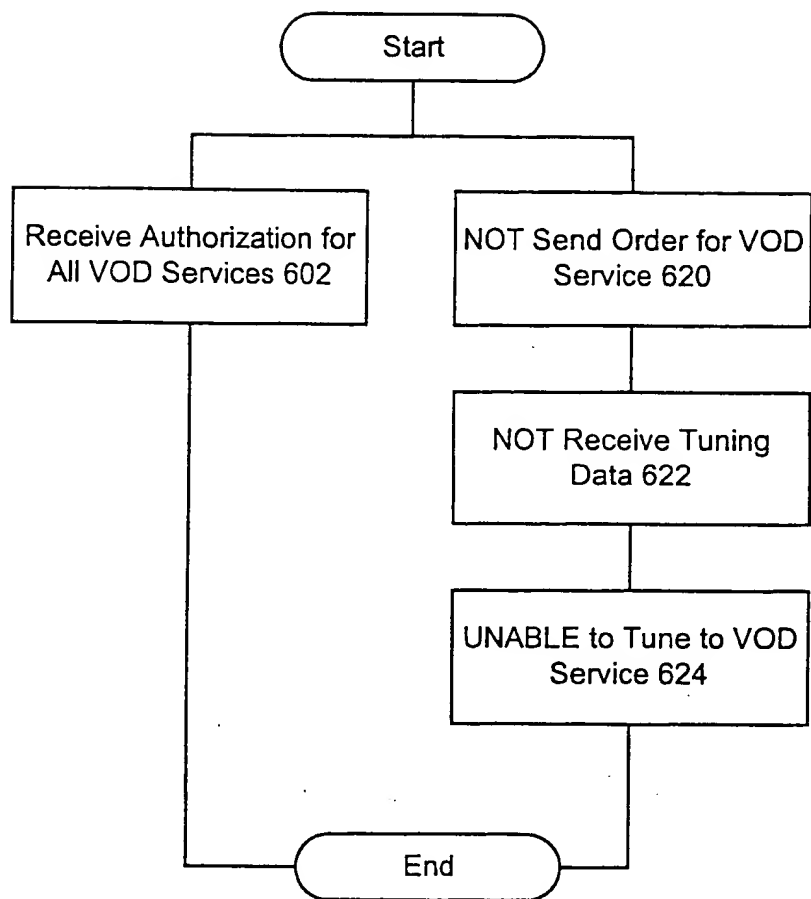 Start
Receive Authorization for
All VOD Services 602
NOT Send Order for VOD
Service 620
NOT Receive Tuning
Data 622
UNABLE to Tune to VOD
Service 624
End